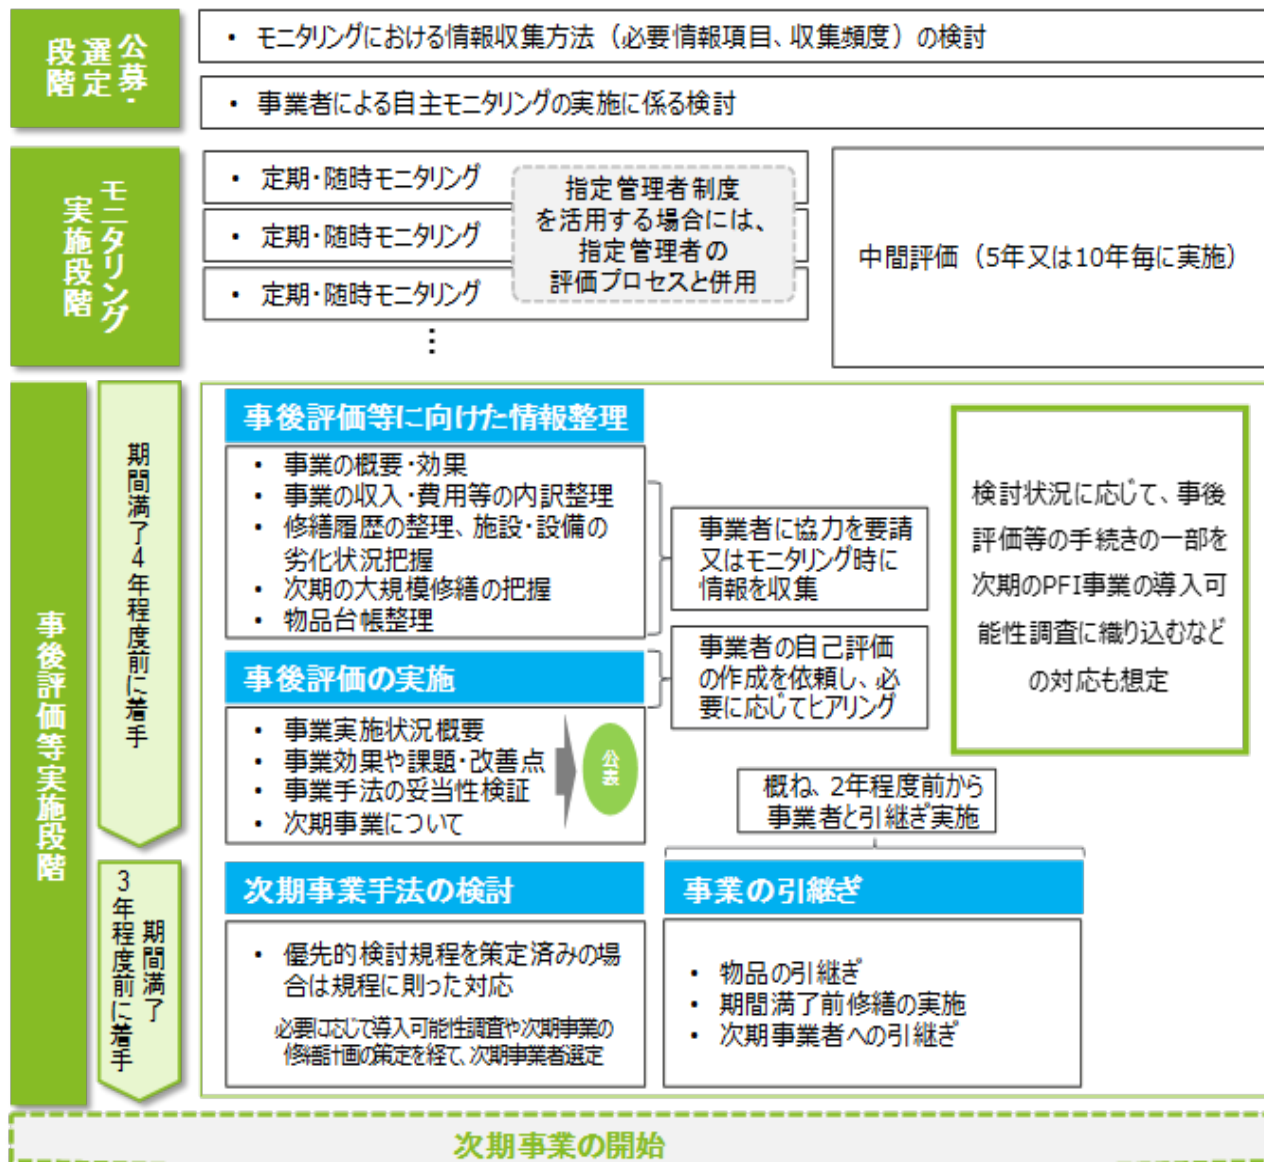 公募・
選定
段階
・ モニタリングにおける情報収集方法（必要情報項目、収集頻度）の検討
・ 事業者による自主モニタリングの実施に係る検討
モニタリング
実施段階
・ 定期・随時モニタリング
・ 定期・随時モニタリング
・ 定期・随時モニタリング
⋮
指定管理者制度
を活用する場合には、
指定管理者の
評価プロセスと併用
中間評価（5年又は10年毎に実施）
事後評価等実施段階
期間満了4年程度前に着手
事後評価等に向けた情報整理
・ 事業の概要・効果
・ 事業の収入・費用等の内訳整理
・ 修繕履歴の整理、施設・設備の
劣化状況把握
・ 次期の大規模修繕の把握
・ 物品台帳整理
事業者に協力を要請
又はモニタリング時に
情報を収集
検討状況に応じて、事後
評価等の手続きの一部を
次期のPFI事業の導入可
能性調査に織り込むなど
の対応も想定
事後評価の実施
・ 事業実施状況概要
・ 事業効果や課題・改善点
・ 事業手法の妥当性検証
・ 次期事業について
公表
事業者の自己評価
の作成を依頼し、必
要に応じてヒアリング
概ね、2年程度前から
事業者と引継ぎ実施
期間満了
3年程度前に着手
次期事業手法の検討
・ 優先的検討規程を策定済みの場
合は規程に則った対応
必要に応じて導入可能性調査や次期事業の
修繕計画の策定を経て、次期事業者選定
事業の引継ぎ
・ 物品の引継ぎ
・ 期間満了前修繕の実施
・ 次期事業者への引継ぎ
次期事業の開始